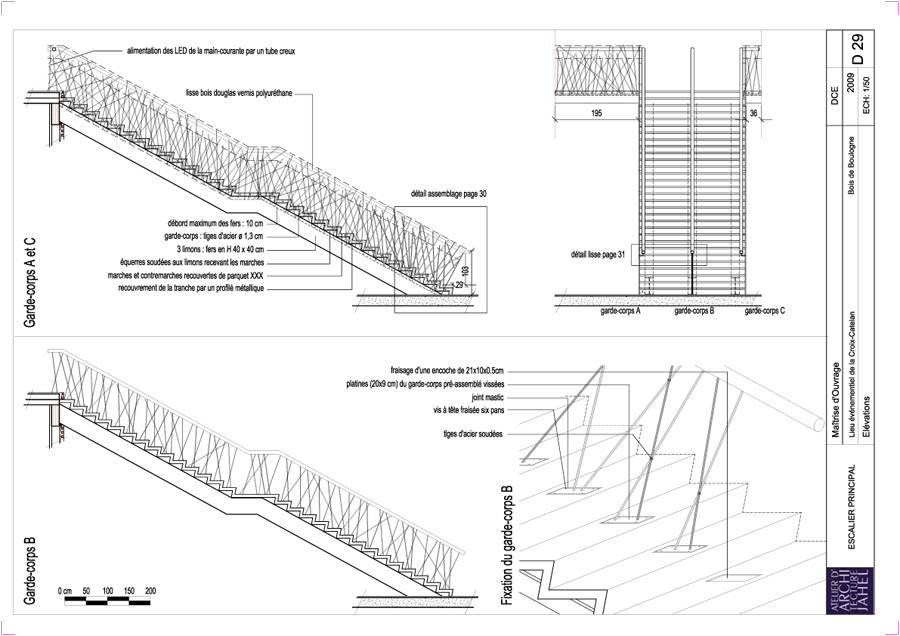 alimentation des LED de la main-courante par un tube creux
lisse bois douglas vernis polyuréthane
détail assemblage page 30
débord maximum des fers : 10 cm
garde-corps : tiges d'acier ø 1,3 cm
3 limons : fers en H 40 x 40 cm
équerres soudées aux limons recevant les marches
marches et contremarches recouvertes de parquet XXX
recouvrement de la tranche par un profilé métallique
103
29
Garde-corps A et C
195
36
détail lisse page 31
garde-corps A
garde-corps B
garde-corps C
Garde-corps B
0 cm 50 100 150 200
fraisage d'une encoche de 21x10x0.5cm
platines (20x9 cm) du garde-corps pré-assemblé vissées
joint mastic
vis à tête fraisée six pans
tiges d'acier soudées
Fixation du garde-corps B
DCE
2009
D 29
ECH: 1/50
Bois de Boulogne
Maîtrise d'Ouvrage
Lieu événementiel de la Croix-Catelan
Elévations
ESCALIER PRINCIPAL
ATELIER D'
ARCHI
TECTURE
JAHEL